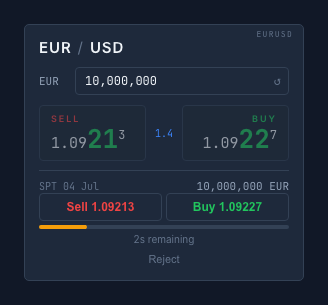 EURUSD
EUR / USD
EUR 10,000,000 ↺
SELL BUY
1.09213 1.4 1.09227
SPT 04 Jul 10,000,000 EUR
Sell 1.09213 Buy 1.09227
2s remaining
Reject